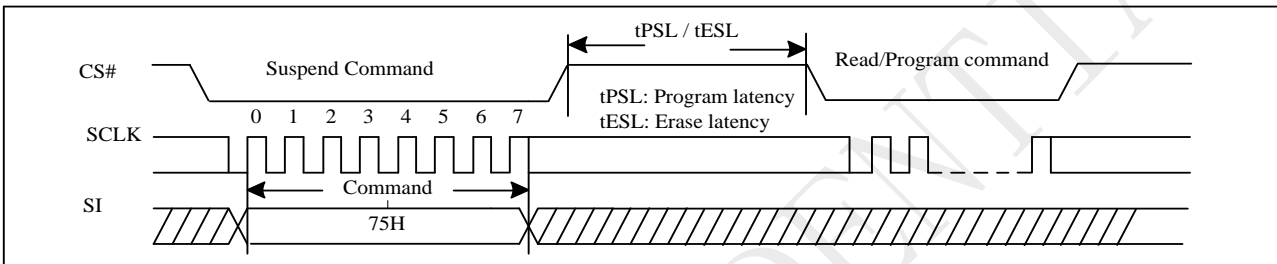 tPSL / tESL
CS#
Suspend Command
Read/Program command
tPSL: Program latency
tESL: Erase latency
0 1 2 3 4 5 6 7
SCLK
Command
SI
75H